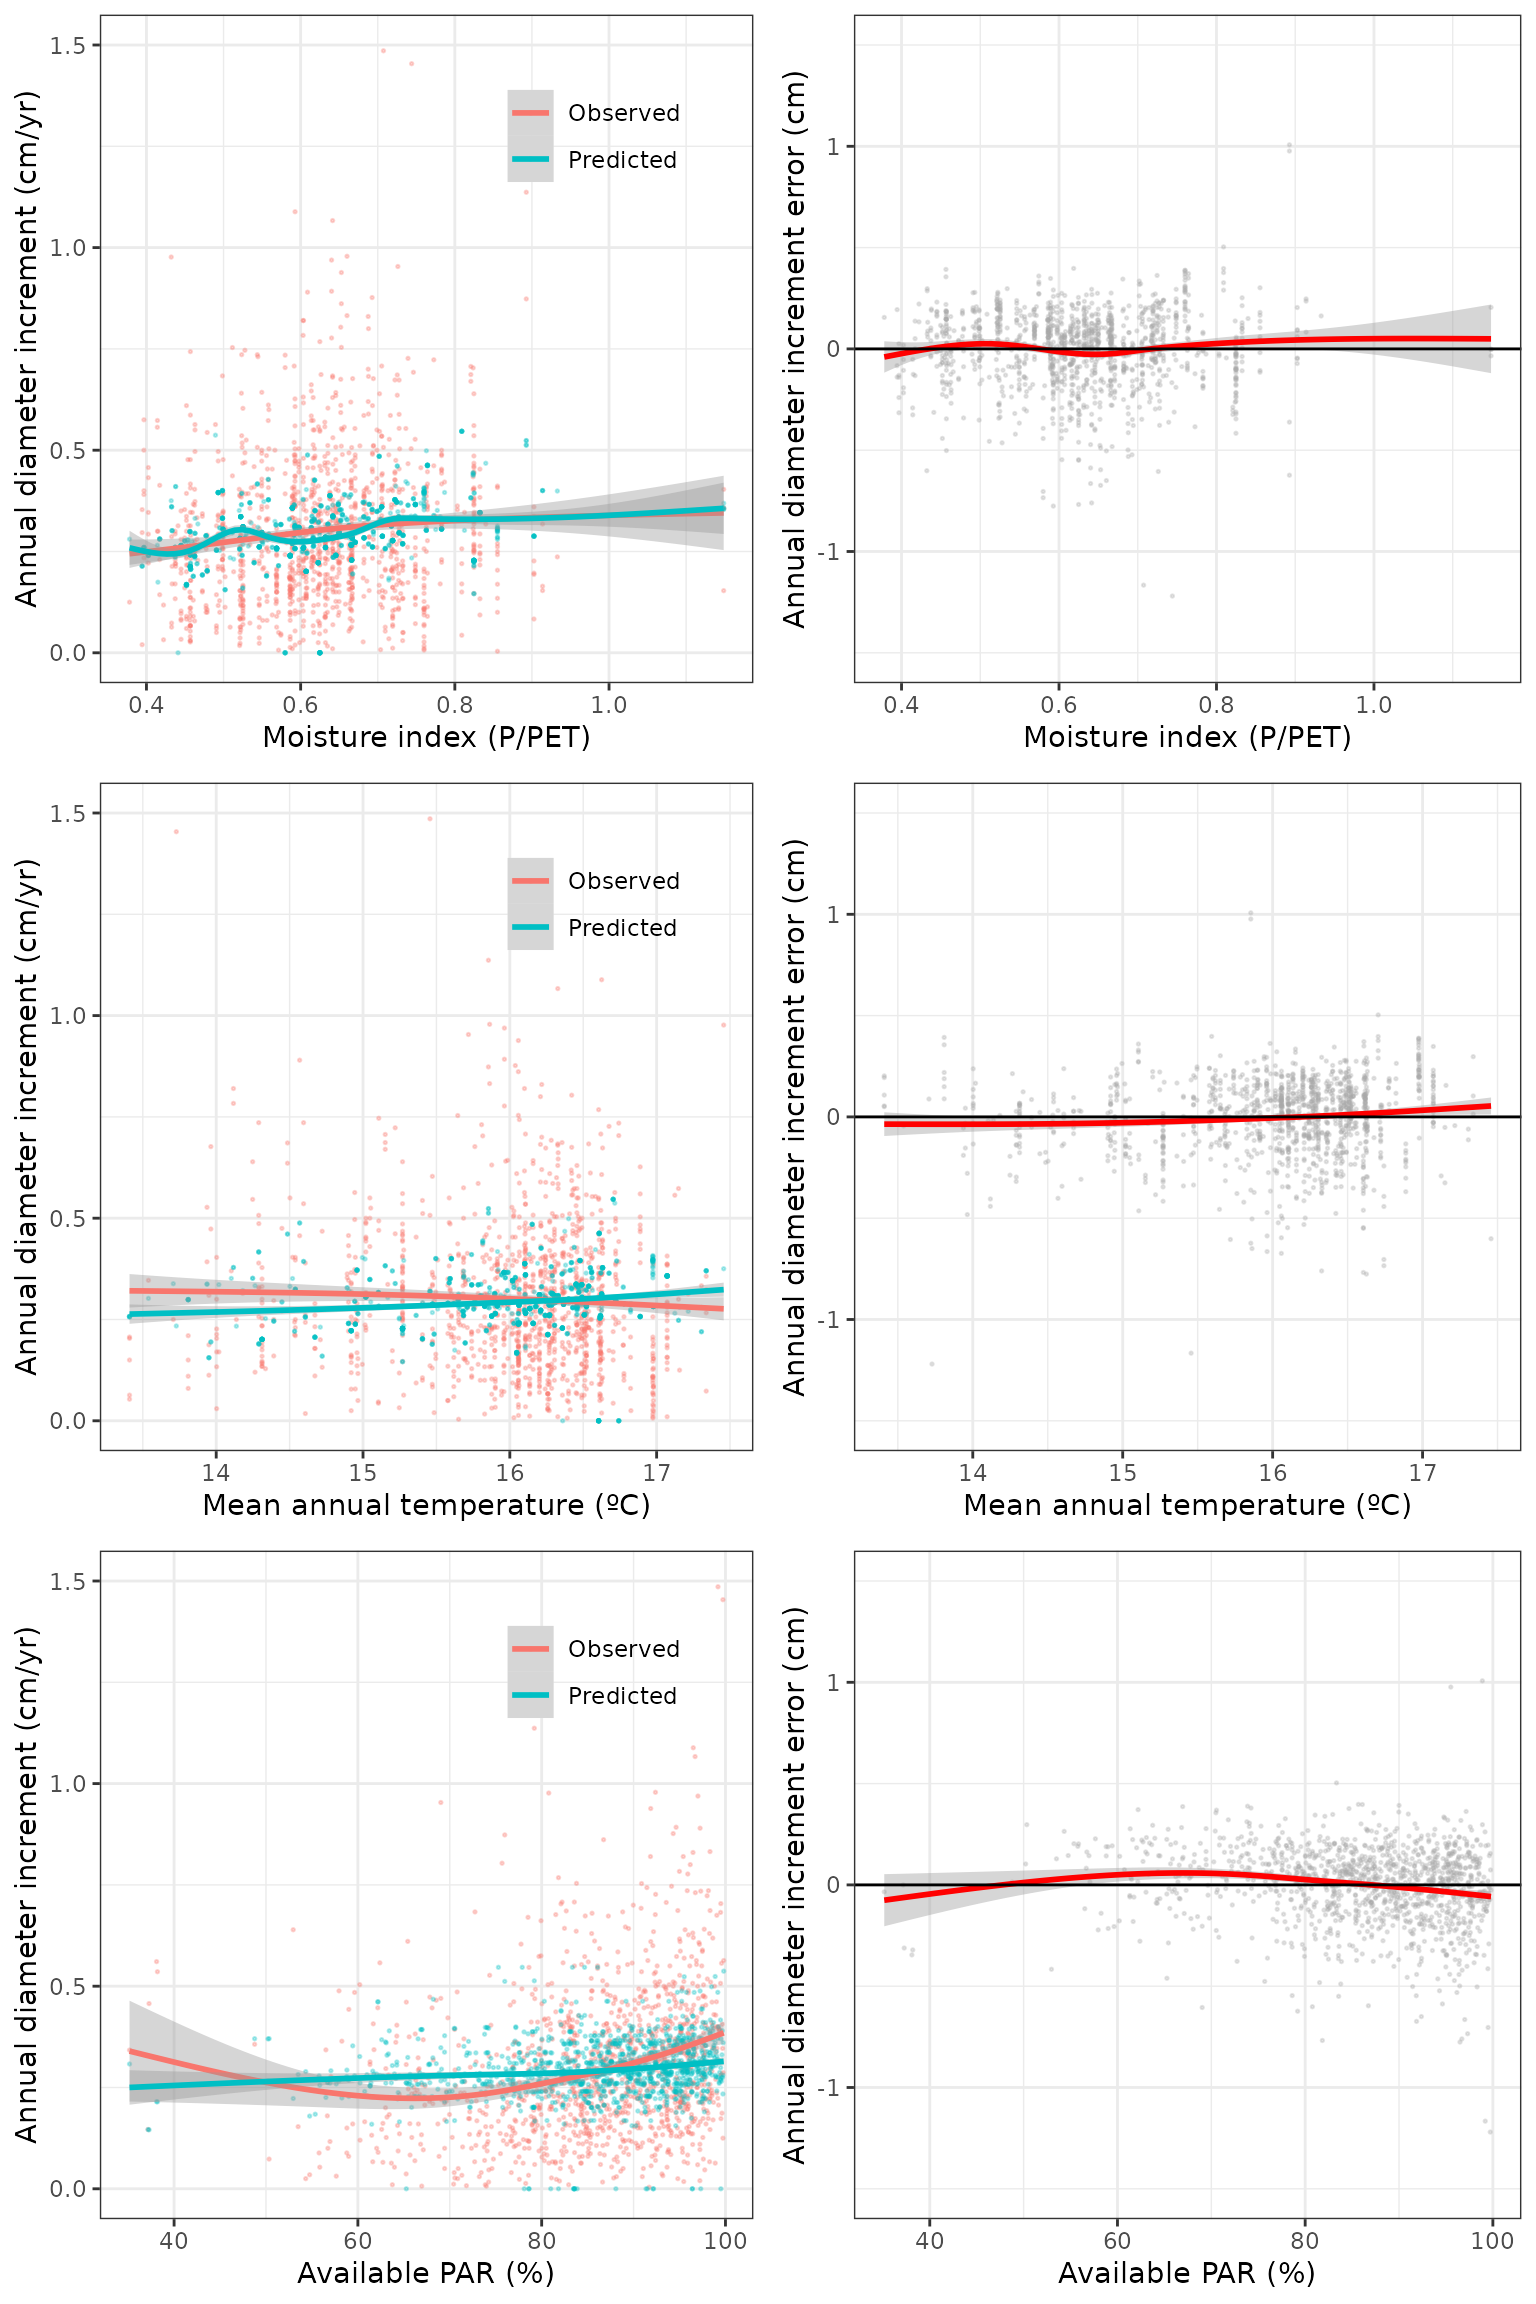 Annual diameter increment (cm/yr)
1.5
1.0
0.5
0.0
Observed
Predicted
0.4 0.6 0.8 1.0
Moisture index (P/PET)
Annual diameter increment error (cm)
1
0
-1
0.4 0.6 0.8 1.0
Moisture index (P/PET)
Annual diameter increment (cm/yr)
1.5
1.0
0.5
0.0
Observed
Predicted
14 15 16 17
Mean annual temperature (ºC)
Annual diameter increment error (cm)
1
0
-1
14 15 16 17
Mean annual temperature (ºC)
Annual diameter increment (cm/yr)
1.5
1.0
0.5
0.0
Observed
Predicted
40 60 80 100
Available PAR (%)
Annual diameter increment error (cm)
1
0
-1
40 60 80 100
Available PAR (%)